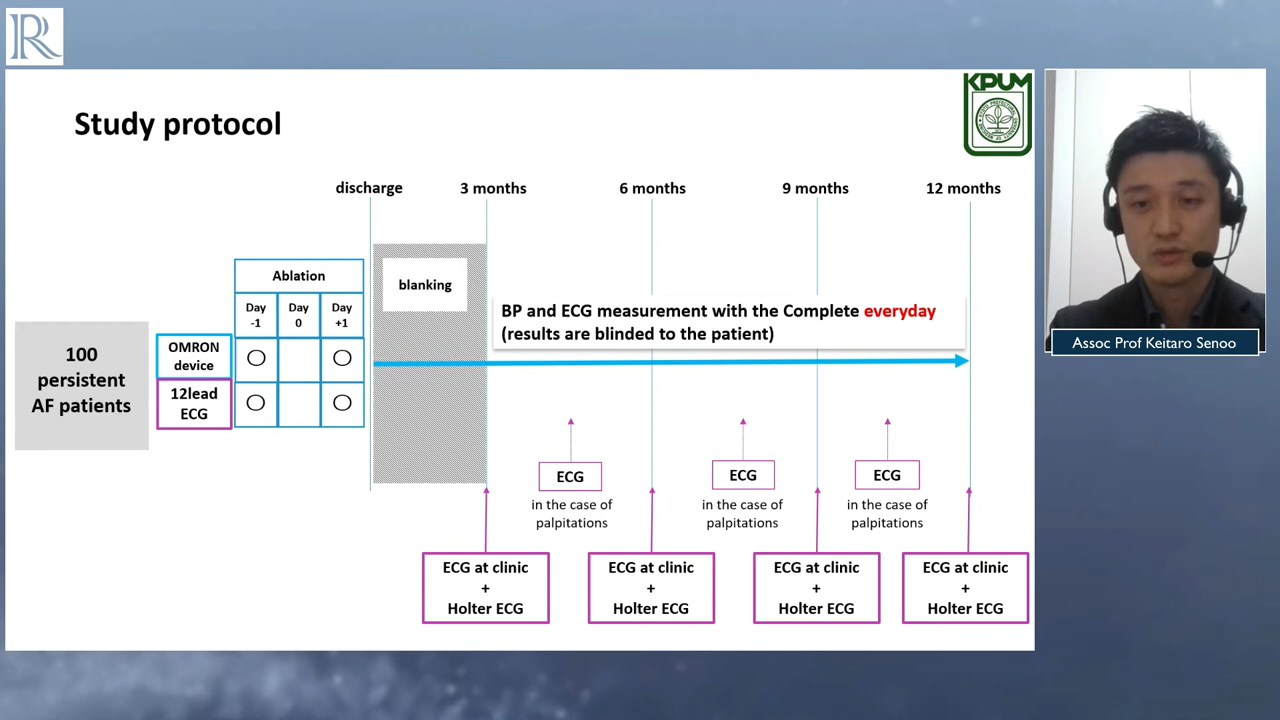 R
KPUM
Study protocol
discharge
3 months
6 months
9 months
12 months
Ablation
Day
-1
Day
0
Day
+1
blanking
BP and ECG measurement with the Complete everyday
(results are blinded to the patient)
100
persistent
AF patients
OMRON
device
12lead
ECG
ECG
in the case of
palpitations
ECG
in the case of
palpitations
ECG
in the case of
palpitations
ECG at clinic
+
Holter ECG
ECG at clinic
+
Holter ECG
ECG at clinic
+
Holter ECG
ECG at clinic
+
Holter ECG
Assoc Prof Keitaro Senoo